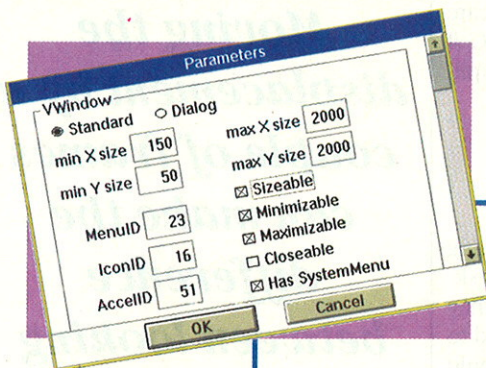 Parameters
VWindow
Standard Dialog
min X size 150 max X size 2000
min Y size 50 max Y size 2000
Sizeable
MenuID 23 Minimizable
Maximizable
IconID 16 Closeable
AccelID 51 Has SystemMenu
OK Cancel